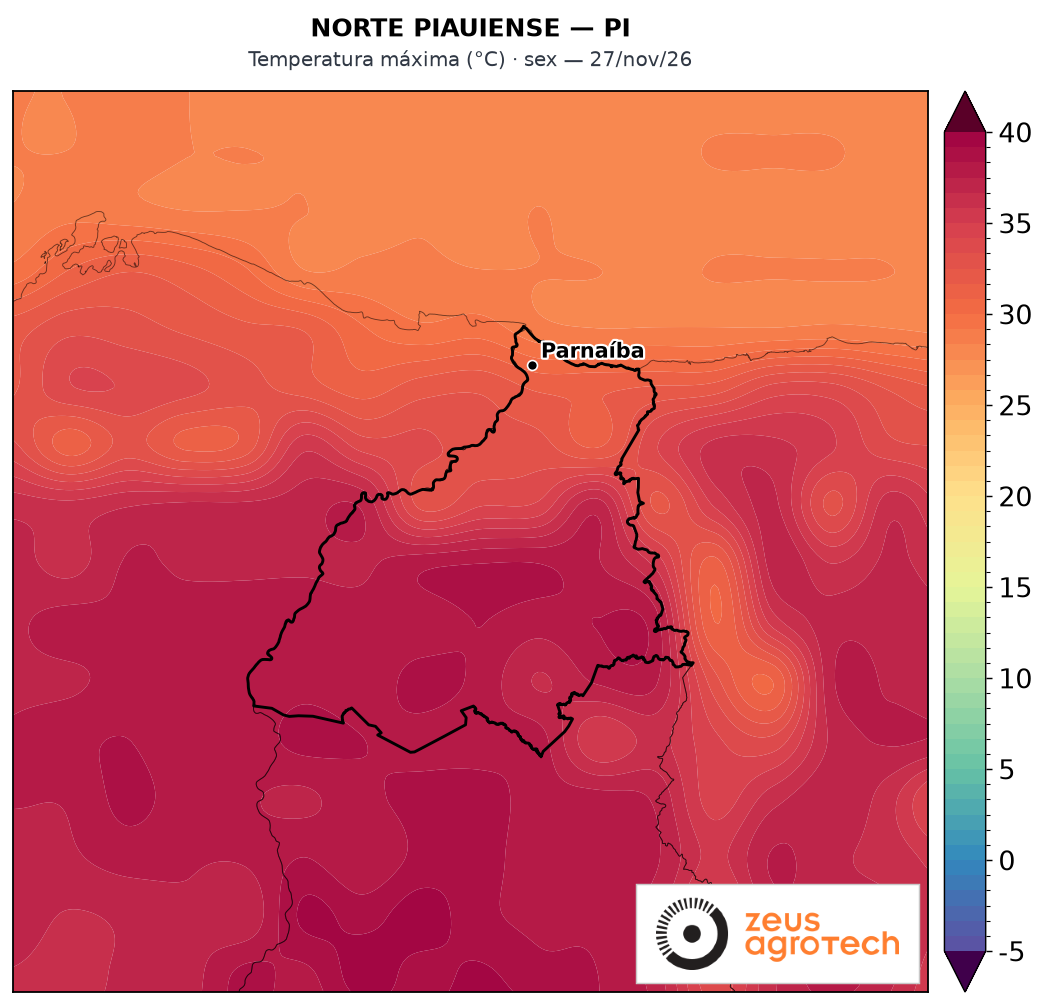 NORTE PIAUIENSE — PI
Temperatura máxima (°C) · sex — 27/nov/26
Parnaíba
40
35
30
25
20
15
10
5
0
-5
zeus
agrotech